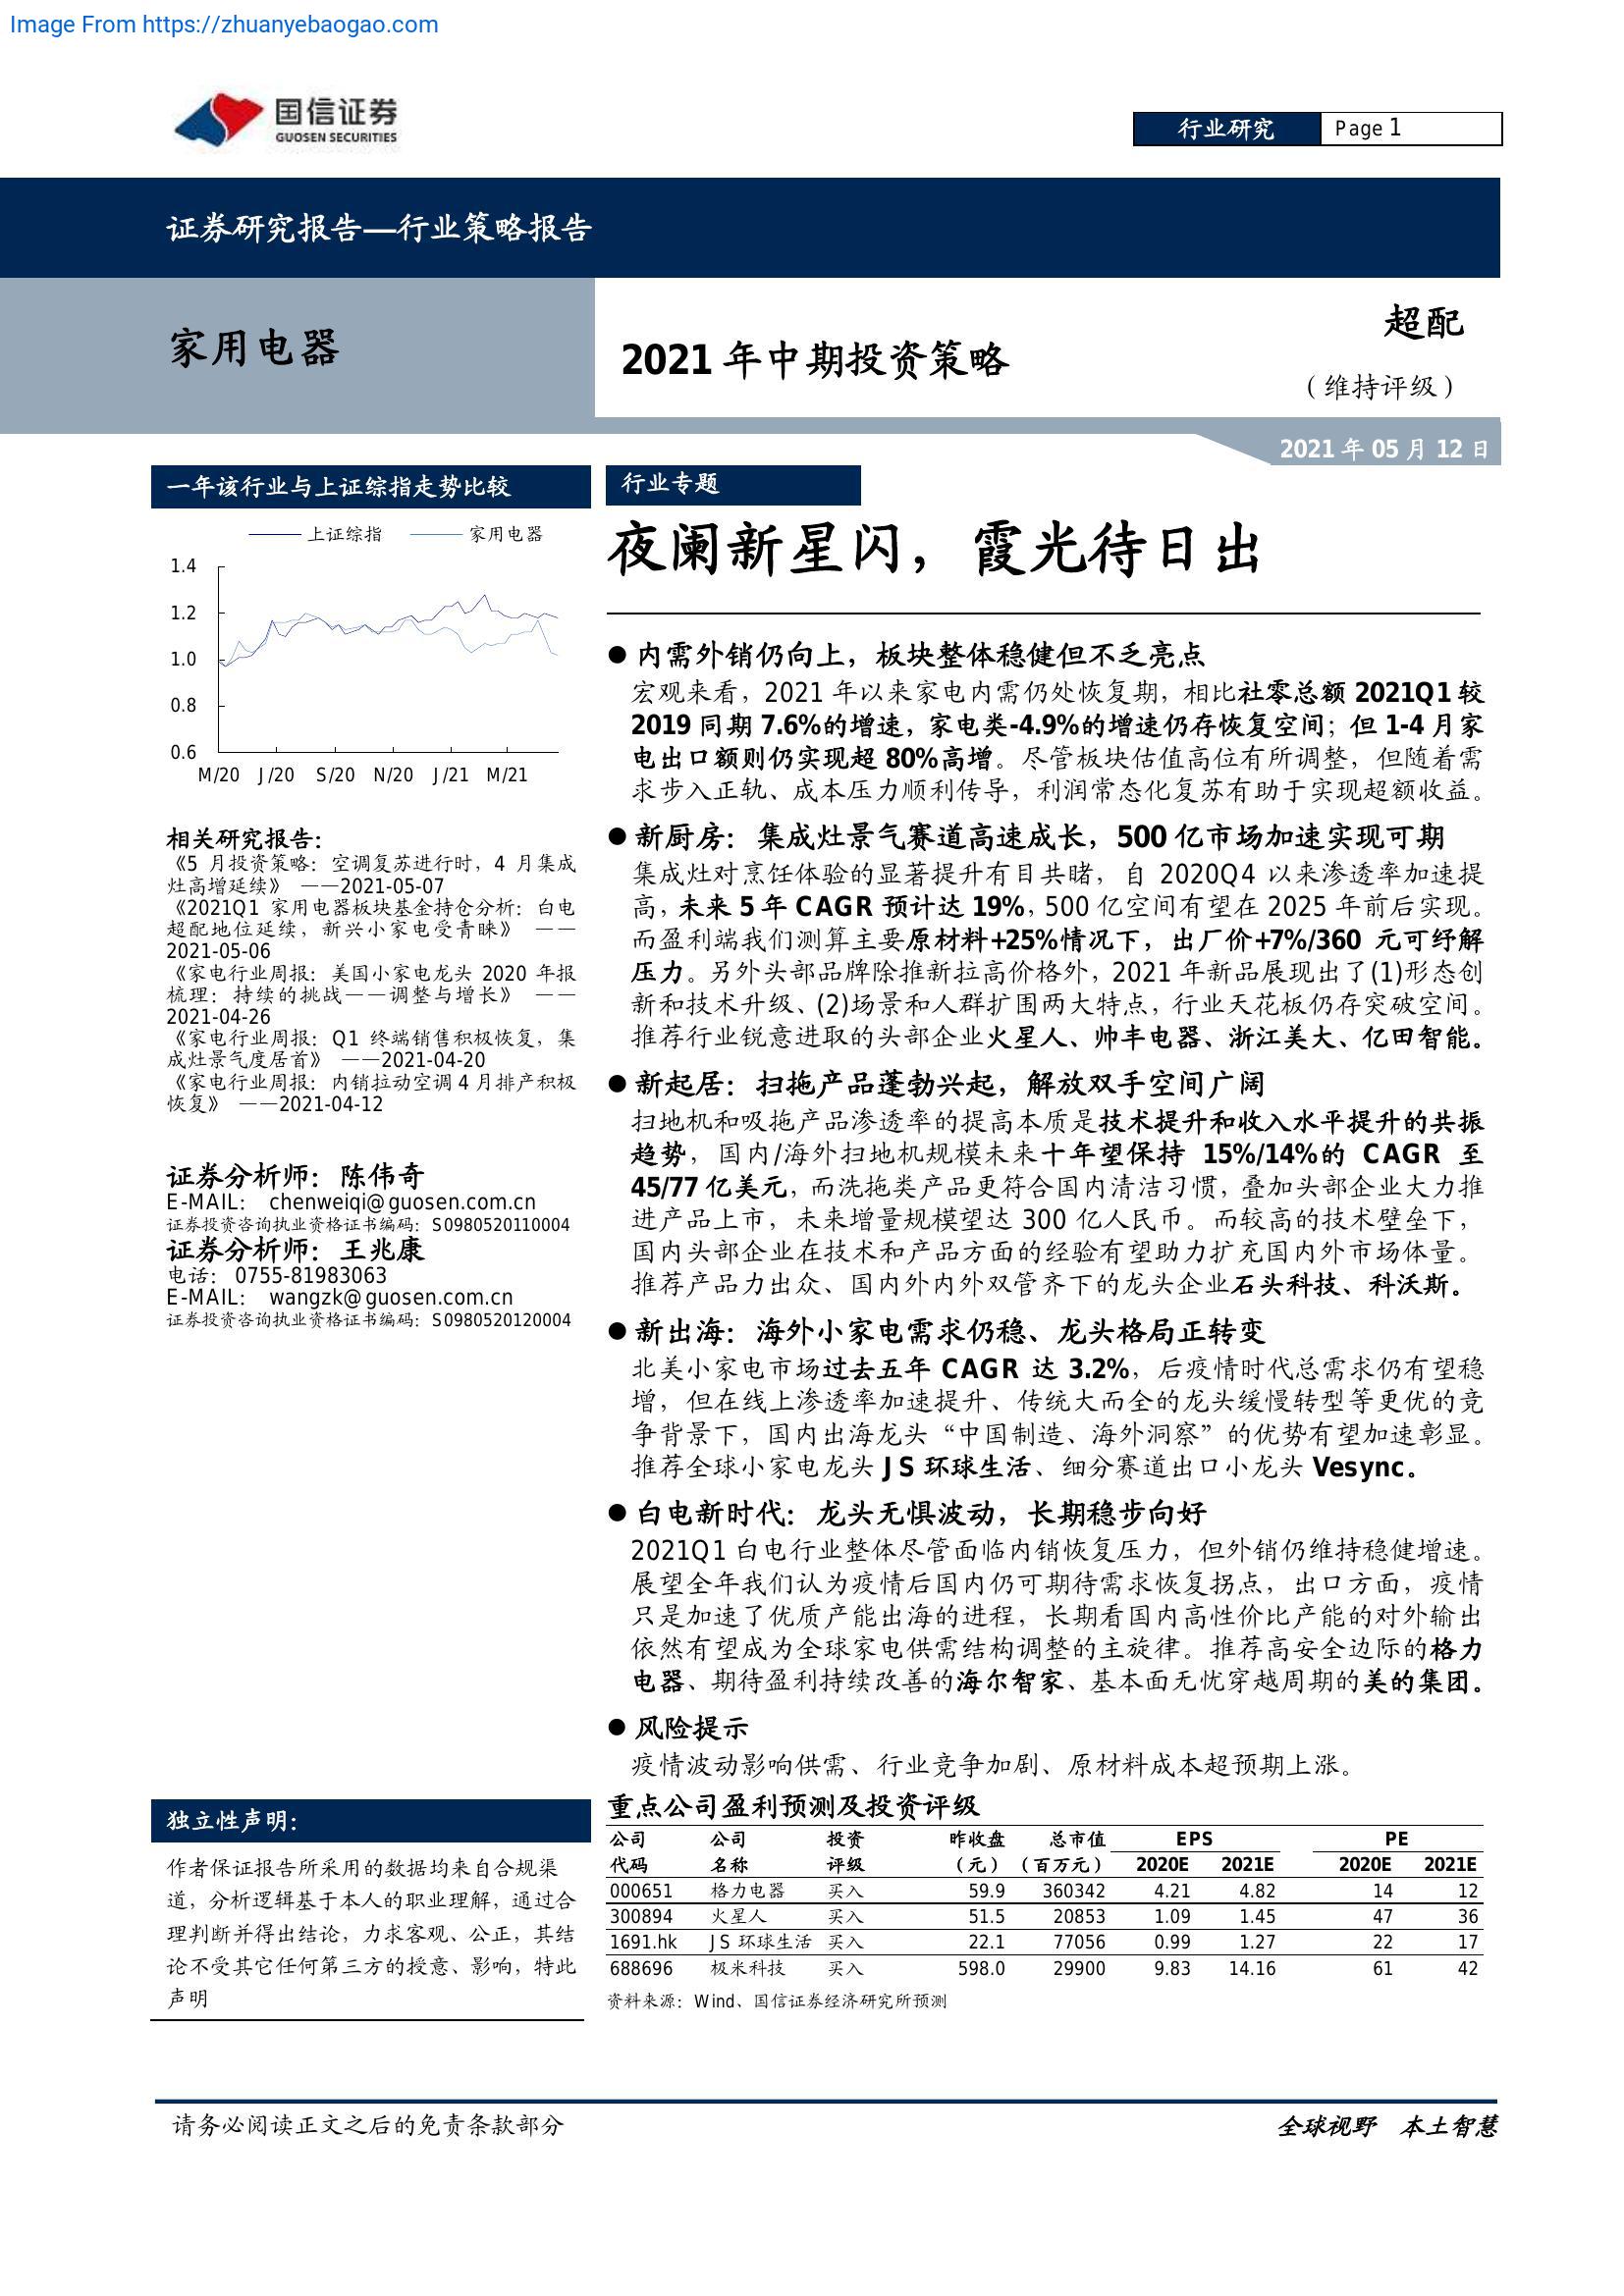 Image From https://zhuanyebaogao.com
国信证券
GUOSEN SECURITIES
行业研究
Page 1
证券研究报告—行业策略报告
家用电器
2021 年中期投资策略
超配
（维持评级）
2021 年 05 月 12 日
一年该行业与上证综指走势比较
上证综指 家用电器
1.4
1.2
1.0
0.8
0.6
M/20 J/20 S/20 N/20 J/21 M/21
相关研究报告：
《5 月投资策略：空调复苏进行时，4 月集成
灶高增延续》 ——2021-05-07
《2021Q1 家用电器板块基金持仓分析：白电
超配地位延续，新兴小家电受青睐》 ——
2021-05-06
《家电行业周报：美国小家电龙头 2020 年报
梳理：持续的挑战——调整与增长》 ——
2021-04-26
《家电行业周报：Q1 终端销售积极恢复，集
成灶景气度居首》 ——2021-04-20
《家电行业周报：内销拉动空调 4 月排产积极
恢复》 ——2021-04-12
证券分析师：陈伟奇
E-MAIL： chenweiqi@guosen.com.cn
证券投资咨询执业资格证书编码：S0980520110004
证券分析师：王兆康
电话： 0755-81983063
E-MAIL： wangzk@guosen.com.cn
证券投资咨询执业资格证书编码：S0980520120004
独立性声明：
作者保证报告所采用的数据均来自合规渠
道，分析逻辑基于本人的职业理解，通过合
理判断并得出结论，力求客观、公正，其结
论不受其它任何第三方的授意、影响，特此
声明
行业专题
夜阑新星闪，霞光待日出
● 内需外销仍向上，板块整体稳健但不乏亮点
宏观来看，2021 年以来家电内需仍处恢复期，相比社零总额 2021Q1 较
2019 同期 7.6%的增速，家电类-4.9%的增速仍存恢复空间；但 1-4 月家
电出口额则仍实现超 80%高增。尽管板块估值高位有所调整，但随着需
求步入正轨、成本压力顺利传导，利润常态化复苏有助于实现超额收益。
● 新厨房：集成灶景气赛道高速成长，500 亿市场加速实现可期
集成灶对烹饪体验的显著提升有目共睹，自 2020Q4 以来渗透率加速提
高，未来 5 年 CAGR 预计达 19%，500 亿空间有望在 2025 年前后实现。
而盈利端我们测算主要原材料+25%情况下，出厂价+7%/360 元可纾解
压力。另外头部品牌除推新拉高价格外，2021 年新品展现出了(1)形态创
新和技术升级、(2)场景和人群扩围两大特点，行业天花板仍存突破空间。
推荐行业锐意进取的头部企业火星人、帅丰电器、浙江美大、亿田智能。
● 新起居：扫拖产品蓬勃兴起，解放双手空间广阔
扫地机和吸拖产品渗透率的提高本质是技术提升和收入水平提升的共振
趋势，国内/海外扫地机规模未来十年望保持 15%/14%的 CAGR 至
45/77 亿美元，而洗拖类产品更符合国内清洁习惯，叠加头部企业大力推
进产品上市，未来增量规模望达 300 亿人民币。而较高的技术壁垒下，
国内头部企业在技术和产品方面的经验有望助力扩充国内外市场体量。
推荐产品力出众、国内外内外双管齐下的龙头企业石头科技、科沃斯。
● 新出海：海外小家电需求仍稳、龙头格局正转变
北美小家电市场过去五年 CAGR 达 3.2%，后疫情时代总需求仍有望稳
增，但在线上渗透率加速提升、传统大而全的龙头缓慢转型等更优的竞
争背景下，国内出海龙头“中国制造、海外洞察”的优势有望加速彰显。
推荐全球小家电龙头 JS 环球生活、细分赛道出口小龙头 Vesync。
● 白电新时代：龙头无惧波动，长期稳步向好
2021Q1 白电行业整体尽管面临内销恢复压力，但外销仍维持稳健增速。
展望全年我们认为疫情后国内仍可期待需求恢复拐点，出口方面，疫情
只是加速了优质产能出海的进程，长期看国内高性价比产能的对外输出
依然有望成为全球家电供需结构调整的主旋律。推荐高安全边际的格力
电器、期待盈利持续改善的海尔智家、基本面无忧穿越周期的美的集团。
● 风险提示
疫情波动影响供需、行业竞争加剧、原材料成本超预期上涨。
重点公司盈利预测及投资评级
公司 公司 投资 昨收盘 总市值 EPS PE
代码 名称 评级 （元） （百万元） 2020E 2021E 2020E 2021E
000651 格力电器 买入 59.9 360342 4.21 4.82 14 12
300894 火星人 买入 51.5 20853 1.09 1.45 47 36
1691.hk JS 环球生活 买入 22.1 77056 0.99 1.27 22 17
688696 极米科技 买入 598.0 29900 9.83 14.16 61 42
资料来源：Wind、国信证券经济研究所预测
请务必阅读正文之后的免责条款部分
全球视野 本土智慧